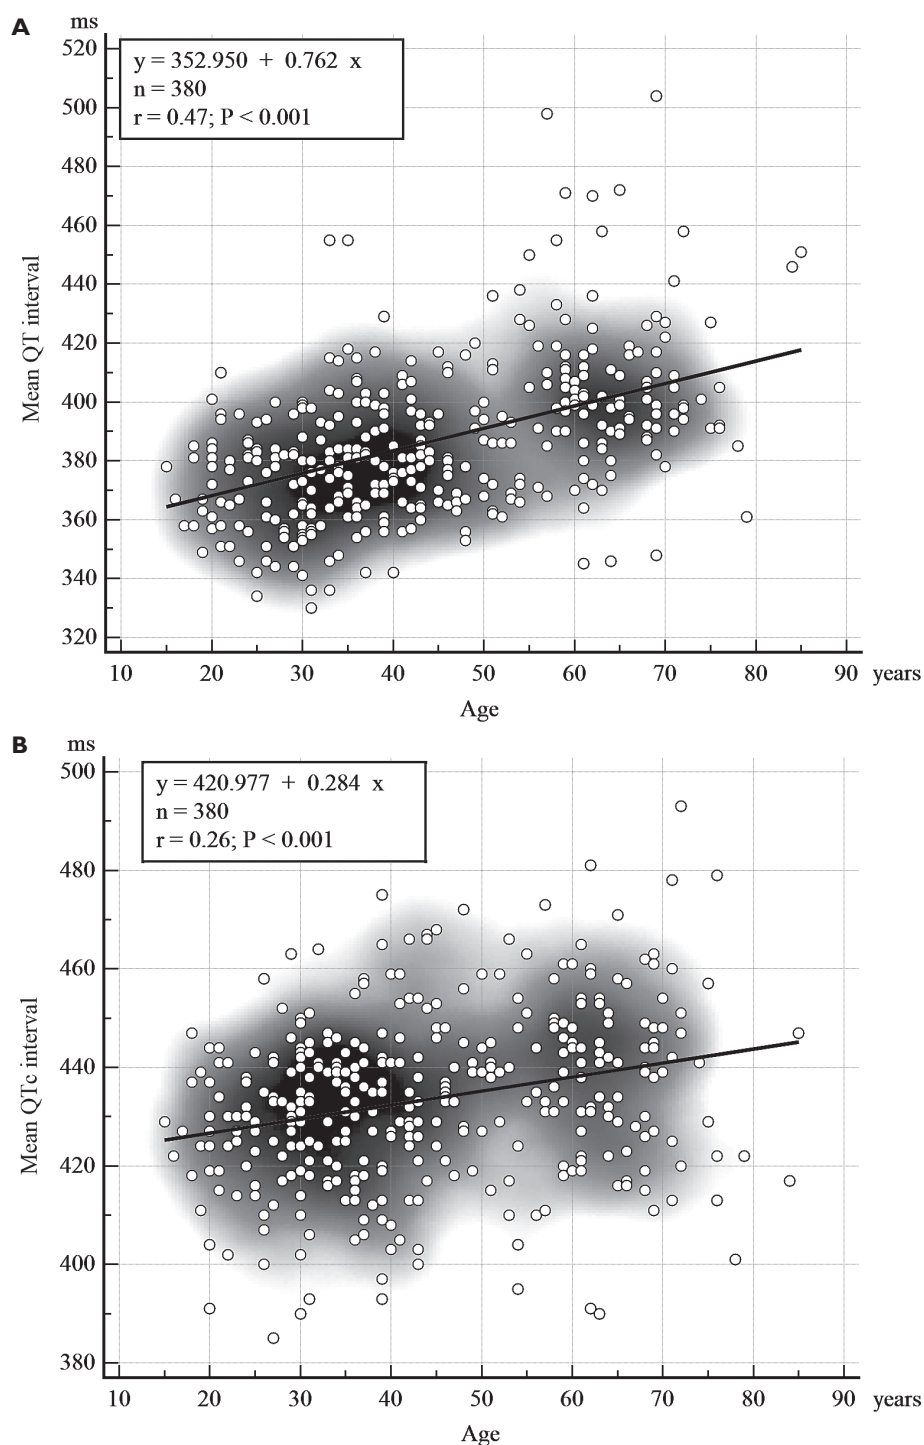 A
ms
520
500
480
460
440
420
400
380
360
340
320
Mean QT interval
y = 352.950 + 0.762 x
n = 380
r = 0.47; P < 0.001
10 20 30 40 50 60 70 80 90 years
Age
B
ms
500
480
460
440
420
400
380
Mean QTc interval
y = 420.977 + 0.284 x
n = 380
r = 0.26; P < 0.001
10 20 30 40 50 60 70 80 90 years
Age